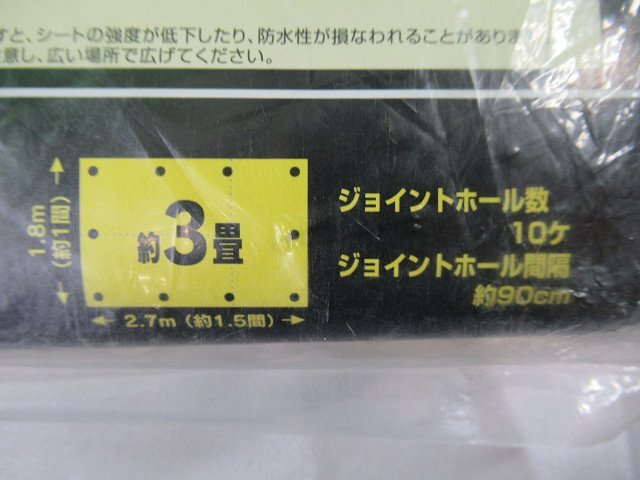 すと、シートの強度が低下したり、防水性が損なわれることがありま
意し、広い場所で広げてください。
1.8m
(約1間)
約3畳
2.7m(約1.5間)
ジョイントホール数
10ケ
ジョイントホール間隔
約90cm